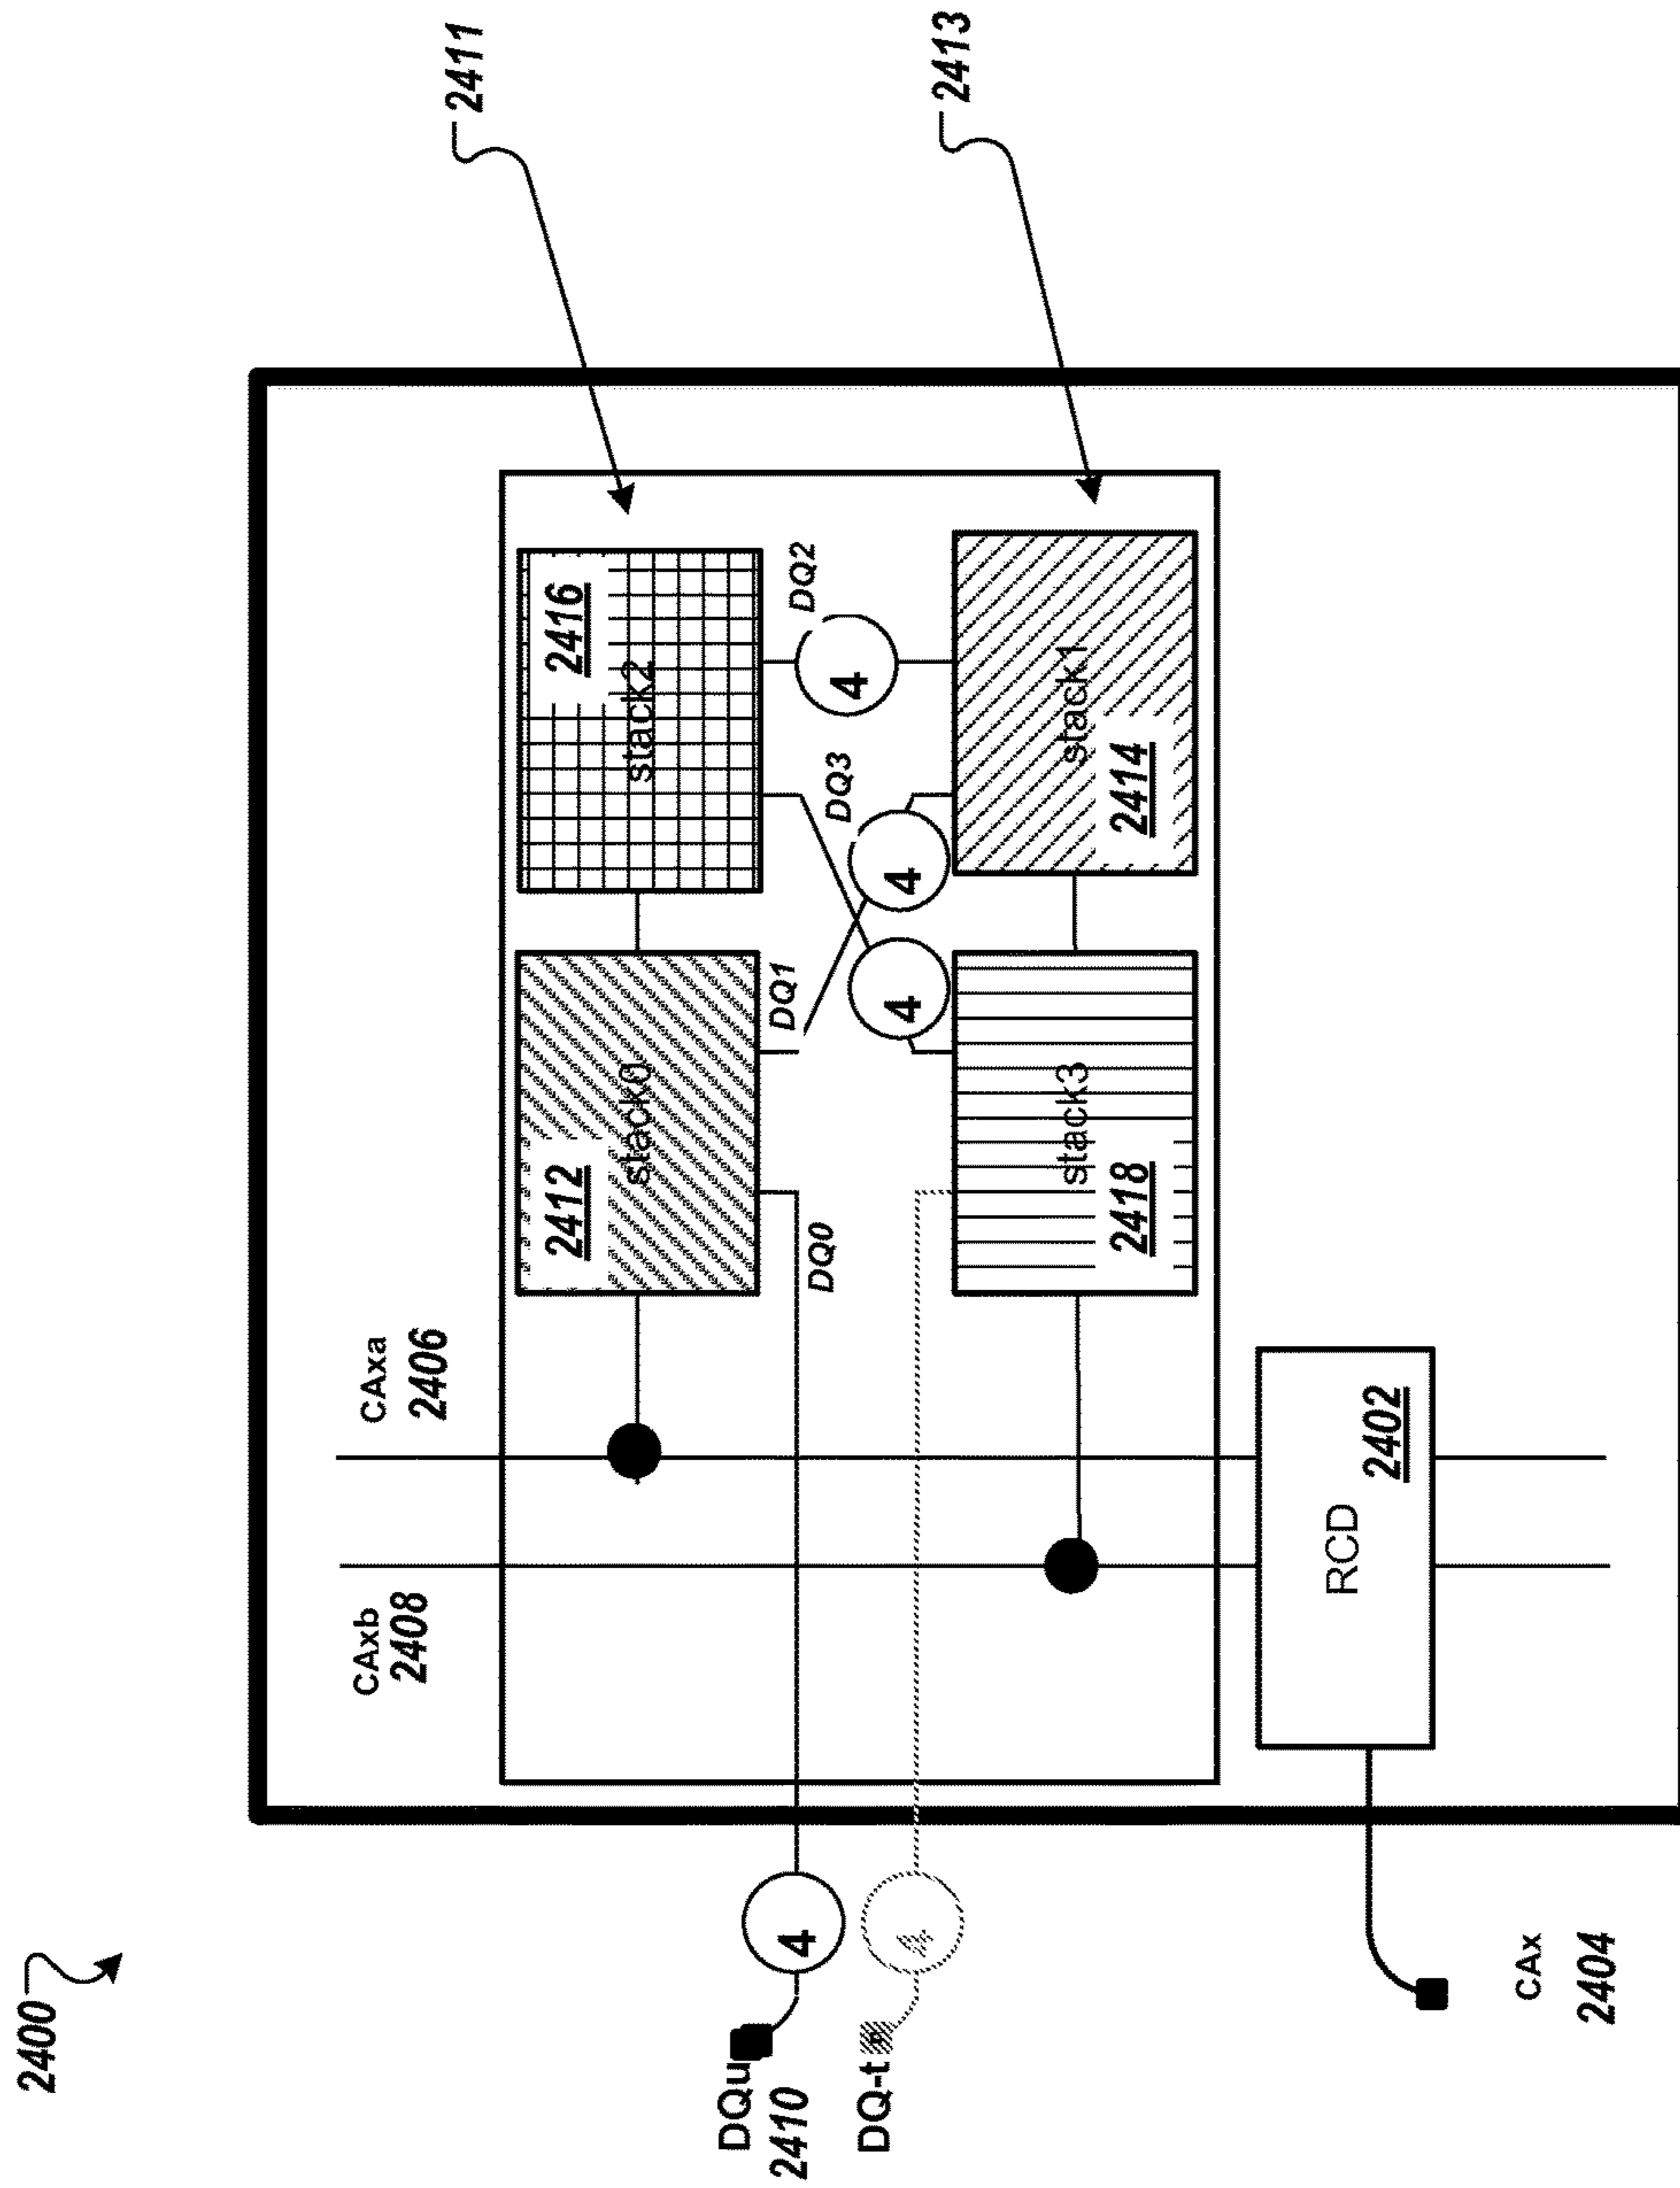 2400
CAxb
2408
CAxa
2406
2411
2412
stack0
2416
stack2
DQu
2410
4
DQ0
DQ1
DQ2
4
DQ3
4
4
DQ-t
4
2413
stack3
2418
stack1
2414
RCD
2402
CAx
2404